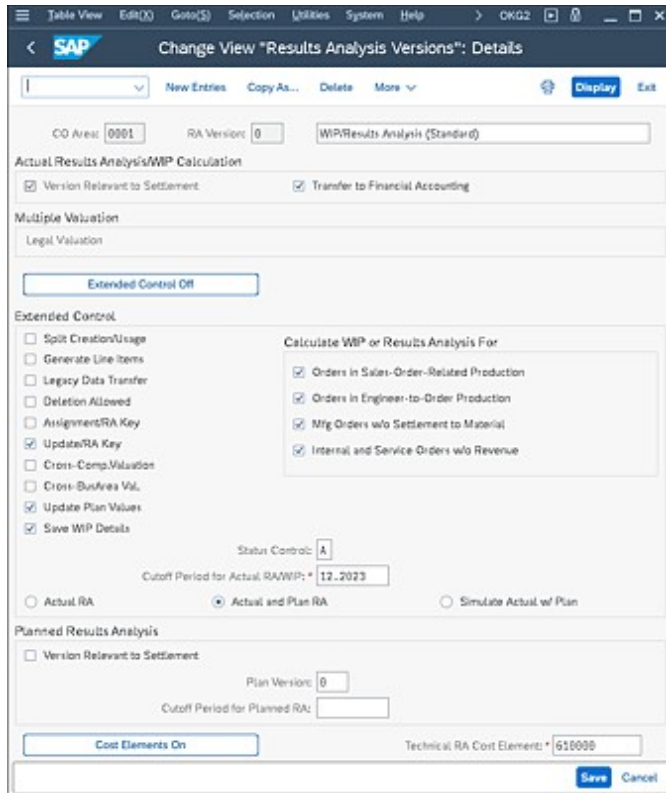 Table View Edit(X) Goto(S) Selection Utilities System Help > OKG2
< SAP Change View "Results Analysis Versions": Details
New Entries Copy As... Delete More Display Exit
CO Area: 0001 RA Version: 0 WIP/Results Analysis (Standard)
Actual Results Analysis/WIP Calculation
Version Relevant to Settlement Transfer to Financial Accounting
Multiple Valuation
Legal Valuation
Extended Control Off
Extended Control
Split Creation/Usage
Calculate WIP or Results Analysis For
Generate Line Items
Legacy Data Transfer
Orders in Sales-Order-Related Production
Deletion Allowed
Orders in Engineer-to-Order Production
Assignment/RA Key
Mfg Orders w/o Settlement to Material
Update/RA Key
Internal and Service Orders w/o Revenue
Cross-Comp.Valuation
Cross-BusArea Val.
Update Plan Values
Save WIP Details
Status Control: A
Cutoff Period for Actual RA/WIP: * 12.2023
Actual RA Actual and Plan RA Simulate Actual w/ Plan
Planned Results Analysis
Version Relevant to Settlement
Plan Version: 0
Cutoff Period for Planned RA:
Cost Elements On Technical RA Cost Element: * 610000
Save Cancel